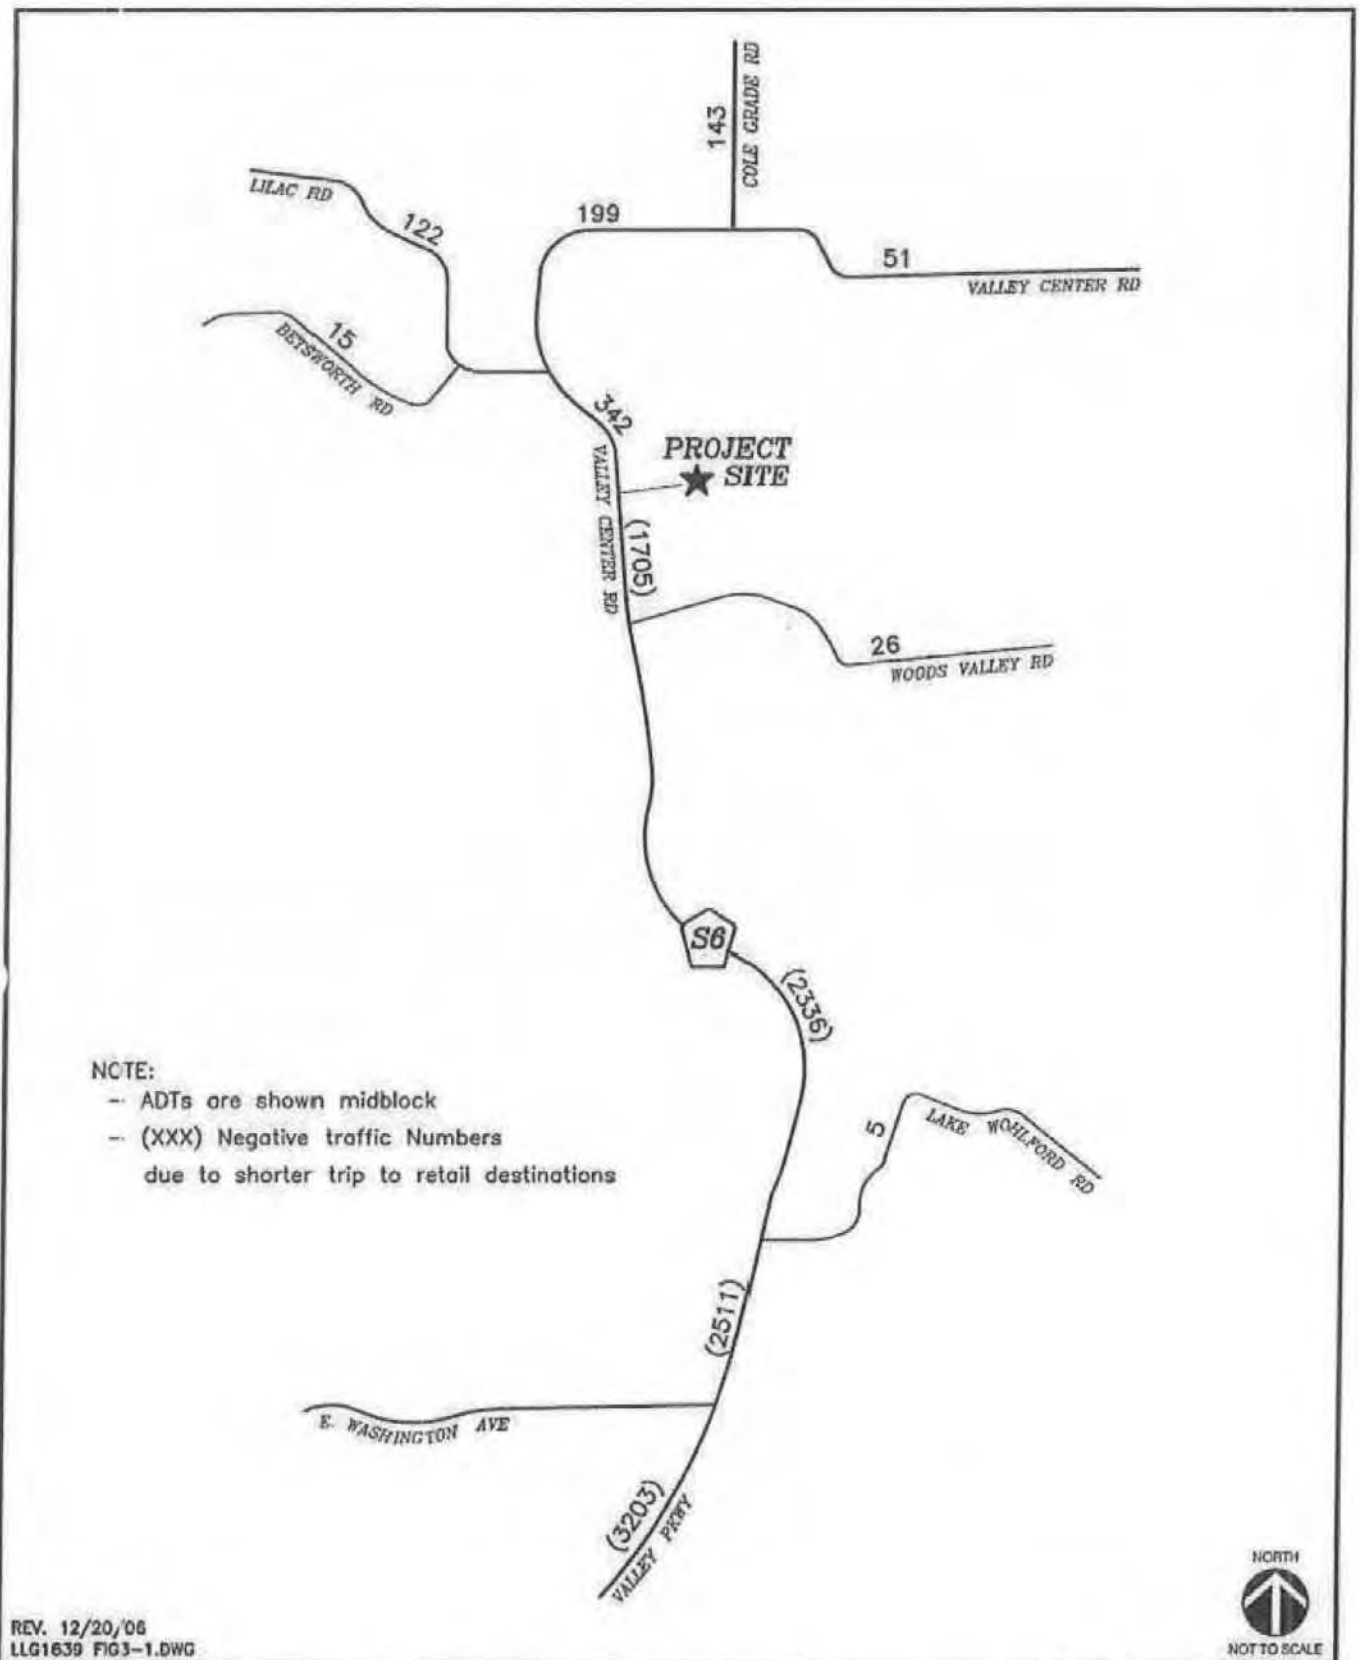 143
COLE GRADE RD
LILAC RD
122
199
51
VALLEY CENTER RD
15
BETSWORTH RD
342
VALLEY CENTER RD
PROJECT
SITE
(1705)
26
WOODS VALLEY RD
S6
(2336)
NOTE:
- ADTs are shown midblock
- (XXX) Negative traffic Numbers
due to shorter trip to retail destinations
5
LAKE WOHLFORD RD
(2511)
E. WASHINGTON AVE
(3203)
VALLEY PKWY
NORTH
NOT TO SCALE
REV. 12/20/06
LLG1639 FIG3-1.DWG